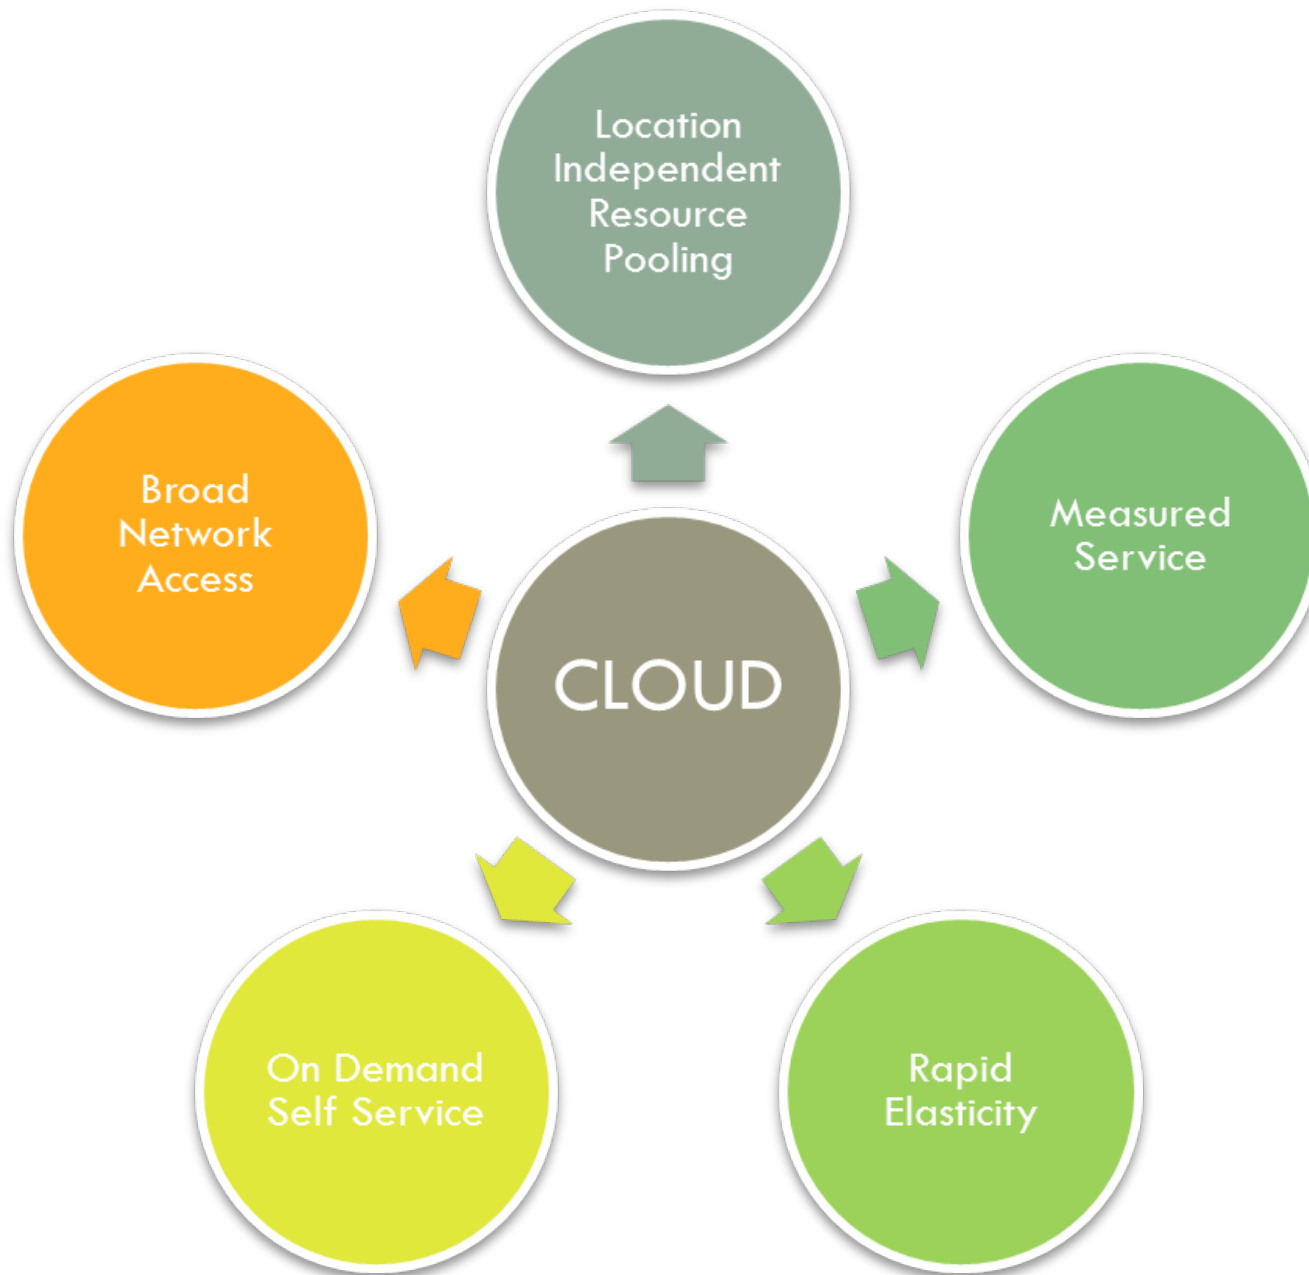 Location
Independent
Resource
Pooling
Broad
Network
Access
Measured
Service
CLOUD
On Demand
Self Service
Rapid
Elasticity